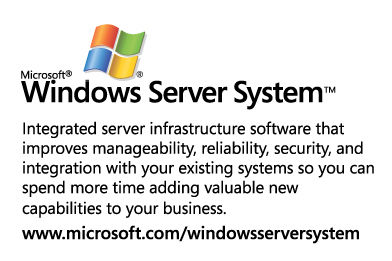 Microsoft®
®
Windows Server System™
Integrated server infrastructure software that
improves manageability, reliability, security, and
integration with your existing systems so you can
spend more time adding valuable new
capabilities to your business.
www.microsoft.com/windowsserversystem